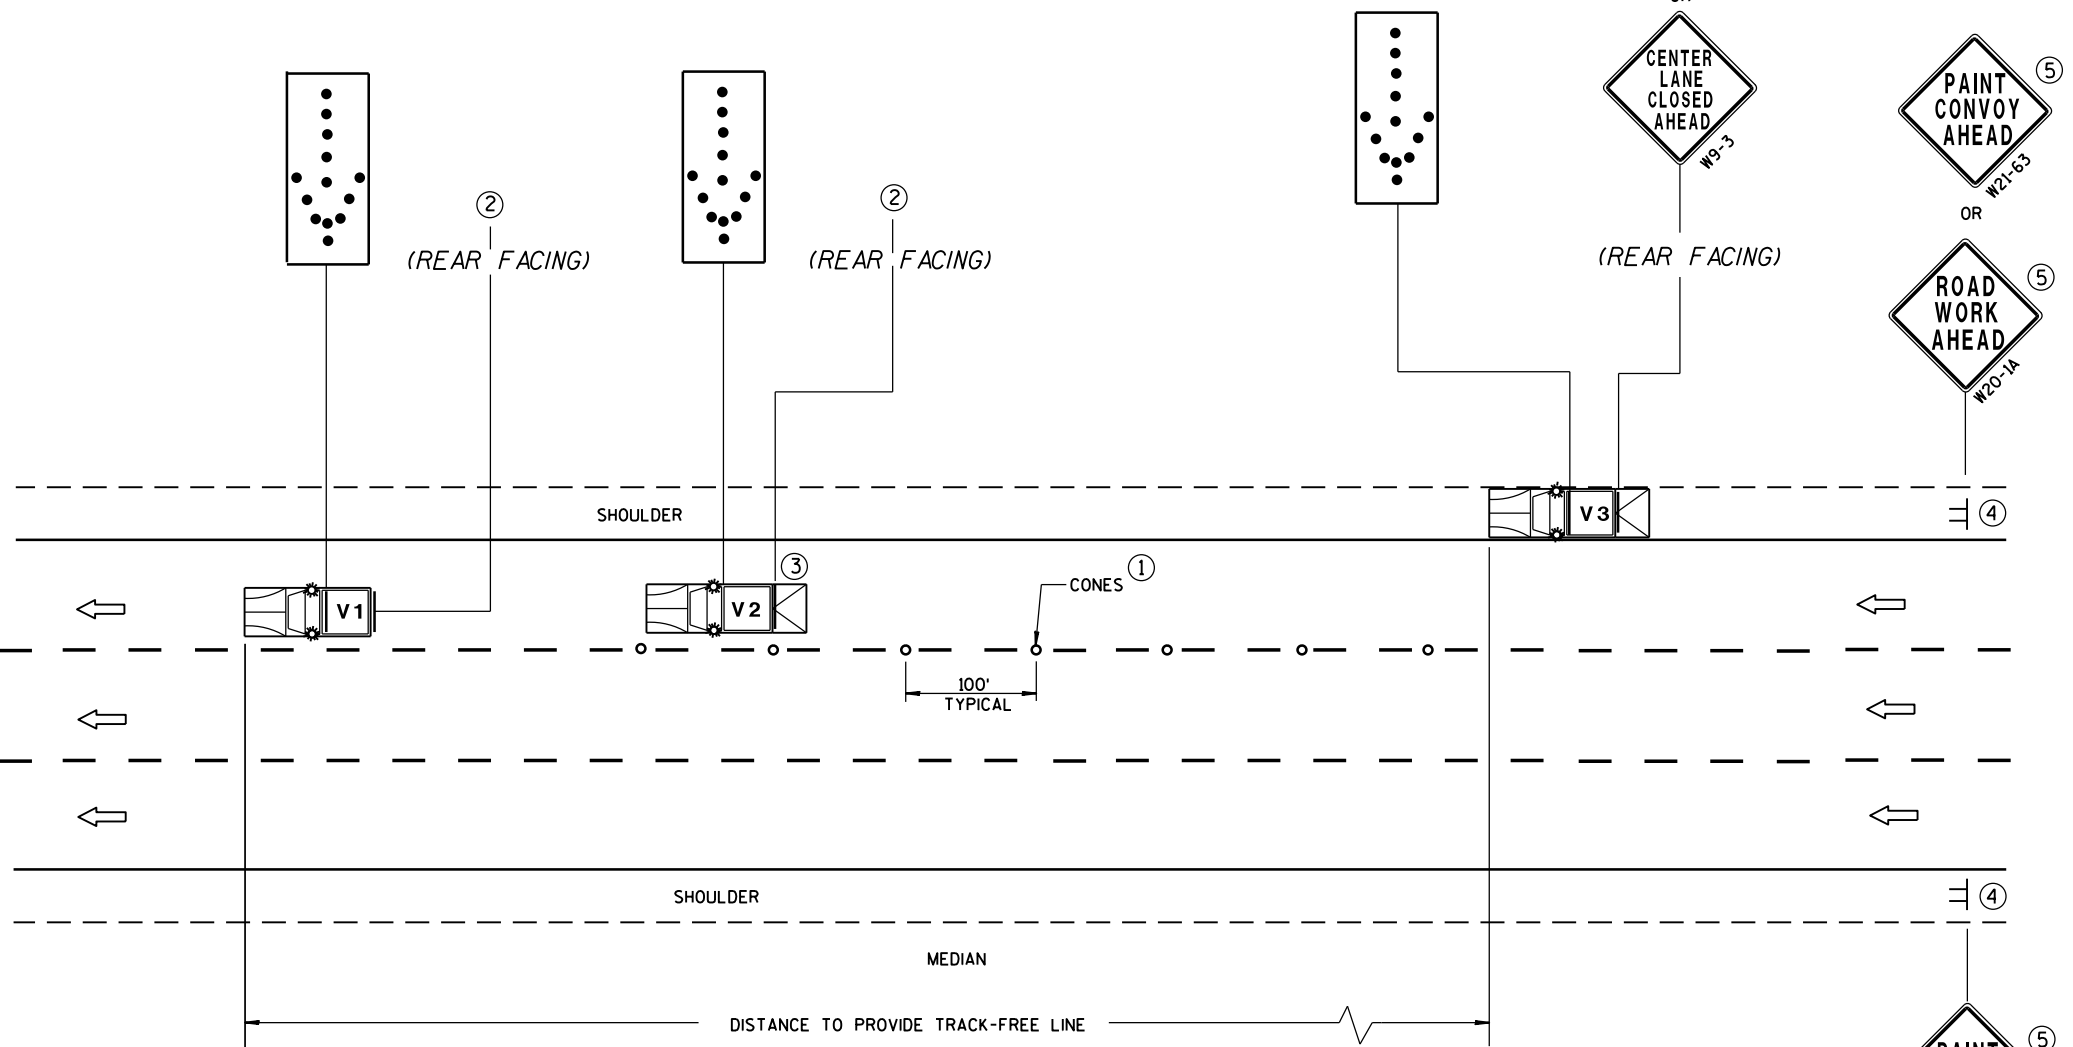 CENTER
LANE
CLOSED
AHEAD
W9-3
PAINT
CONVOY
AHEAD
5
W21-63
OR
2
2
(REAR FACING)
(REAR FACING)
(REAR FACING)
ROAD
WORK
AHEAD
5
W20-1A
SHOULDER
V3
4
3
CONES
1
V1
V2
100'
TYPICAL
SHOULDER
4
MEDIAN
DISTANCE TO PROVIDE TRACK-FREE LINE
5
PAINT